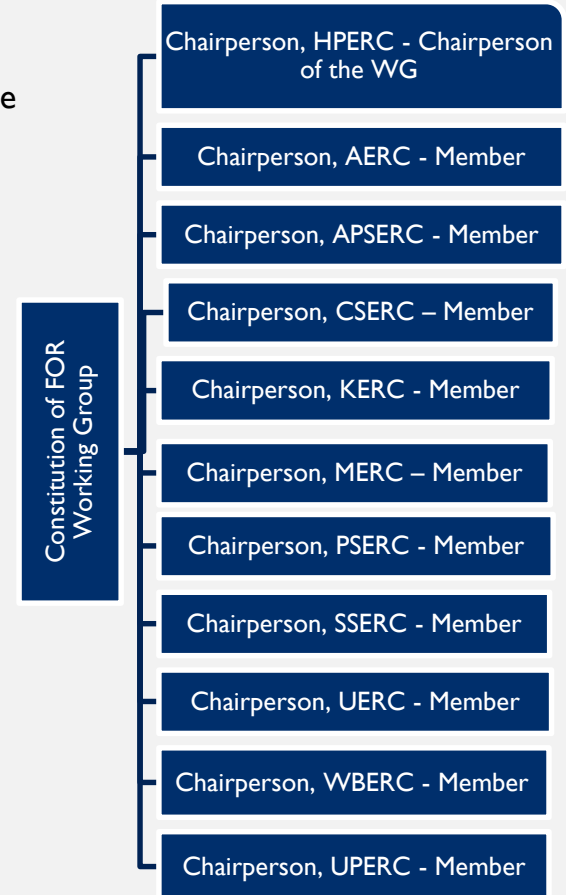 e
Constitution of FOR
Working Group
Chairperson, HPERC - Chairperson
of the WG
Chairperson, AERC - Member
Chairperson, APSERC - Member
Chairperson, CSERC – Member
Chairperson, KERC - Member
Chairperson, MERC – Member
Chairperson, PSERC - Member
Chairperson, SSERC - Member
Chairperson, UERC - Member
Chairperson, WBERC - Member
Chairperson, UPERC - Member